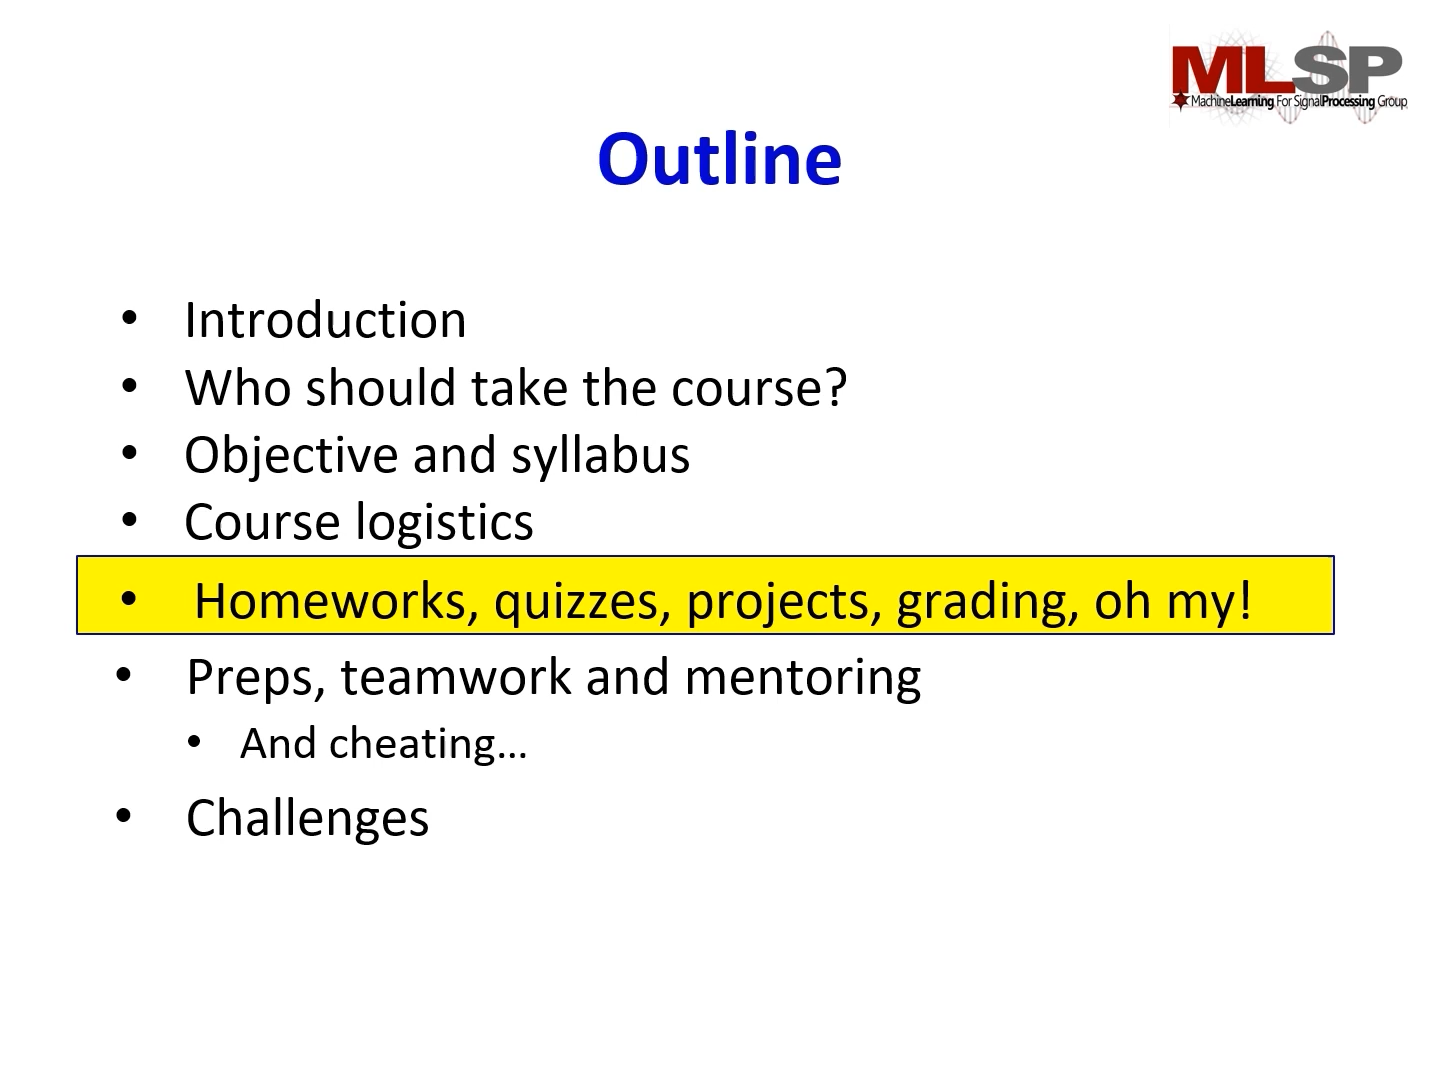 MLSP
MachineLearning For SignalProcessing Group
Outline
• Introduction
• Who should take the course?
• Objective and syllabus
• Course logistics
• Homeworks, quizzes, projects, grading, oh my!
• Preps, teamwork and mentoring
• And cheating…
• Challenges